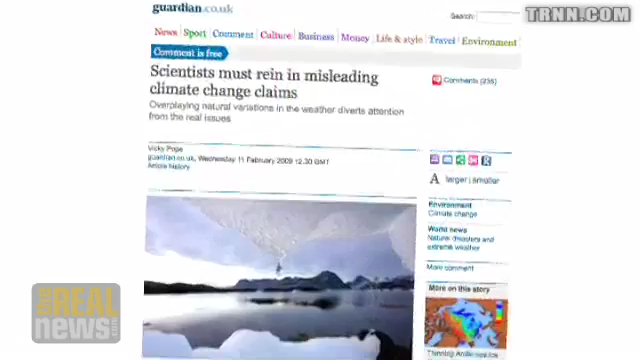 guardian.co.uk
TRNN.COM
Search:
News Sport Comment Culture Business Money Life & style Travel Environment
Comment is free
Scientists must rein in misleading
climate change claims
Comments (236)
Overplaying natural variations in the weather diverts attention
from the real issues
Vicky Pope
guardian.co.uk, Wednesday 11 February 2009 12.30 GMT
Article history
A larger | smaller
Environment
Climate change
World news
Natural disasters and
extreme weather
More comment
More on this story
the REAL
news.com